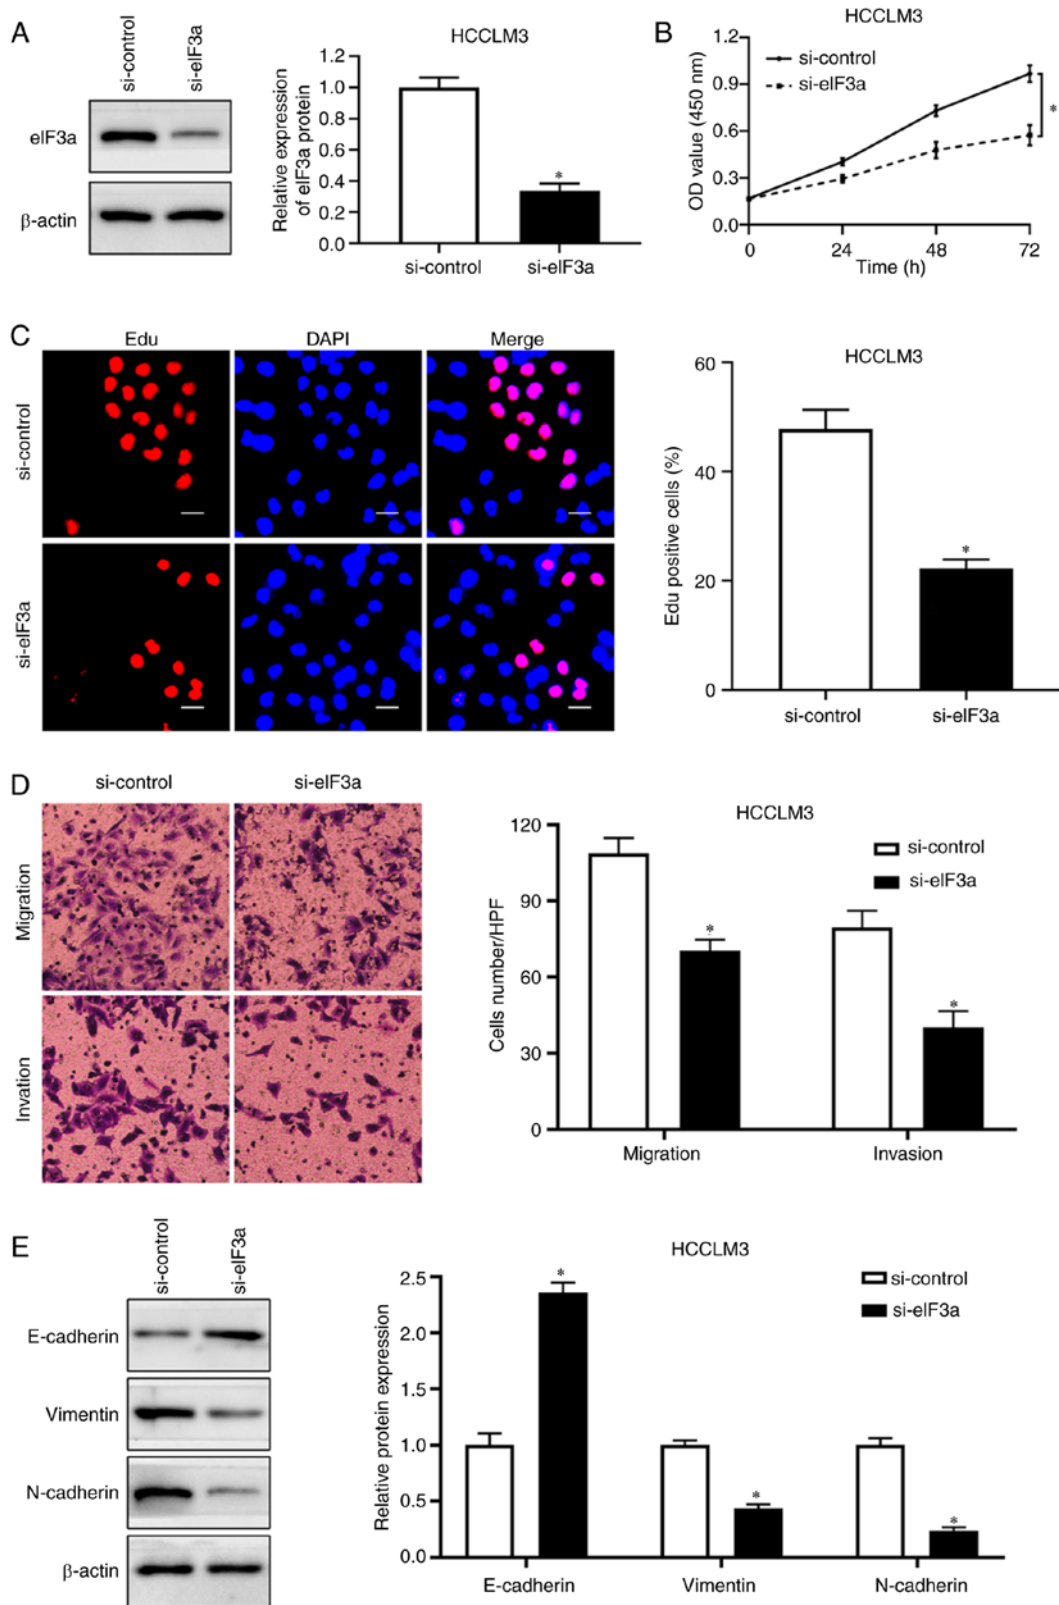 A
si-control
si-eIF3a
eIF3a
β-actin
HCCLM3
Relative expression
of eIF3a protein
1.2
1.0
0.8
0.6
0.4
0.2
0.0
*
si-control
si-eIF3a
B
HCCLM3
si-control
si-eIF3a
OD value (450 nm)
1.2
0.9
0.6
0.3
0.0
*
0
24
48
72
Time (h)
C
Edu
DAPI
Merge
si-control
si-eIF3a
HCCLM3
Edu positive cells (%)
60
40
20
0
*
si-control
si-eIF3a
D
si-control
si-eIF3a
Migration
Invation
HCCLM3
si-control
si-eIF3a
Cells number/HPF
120
90
60
30
0
*
*
Migration
Invasion
E
si-control
si-eIF3a
E-cadherin
Vimentin
N-cadherin
β-actin
HCCLM3
si-control
si-eIF3a
Relative protein expression
2.5
2.0
1.5
1.0
0.5
0.0
*
*
*
E-cadherin
Vimentin
N-cadherin